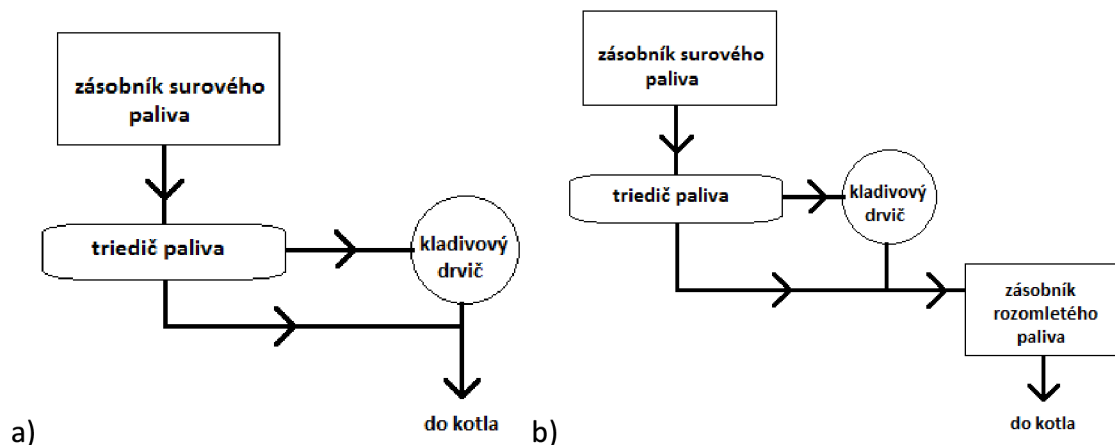 zásobník surového
paliva
triedič paliva
kladivový
drvič
do kotla
a)
zásobník surového
paliva
triedič paliva
kladivový
drvič
zásobník
rozomletého
paliva
do kotla
b)